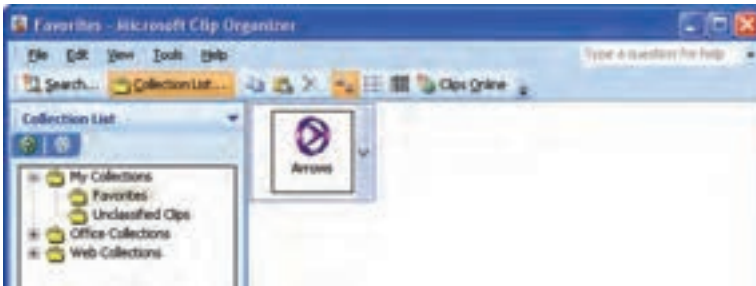 Favorites - Microsoft Clip Organizer
File Edit View Tools Help
Type a question for help
Search... Collection List... Clips Online
Collection List
My Collections
Favorites
Unclassified Clips
Office Collections
Web Collections
Arrows